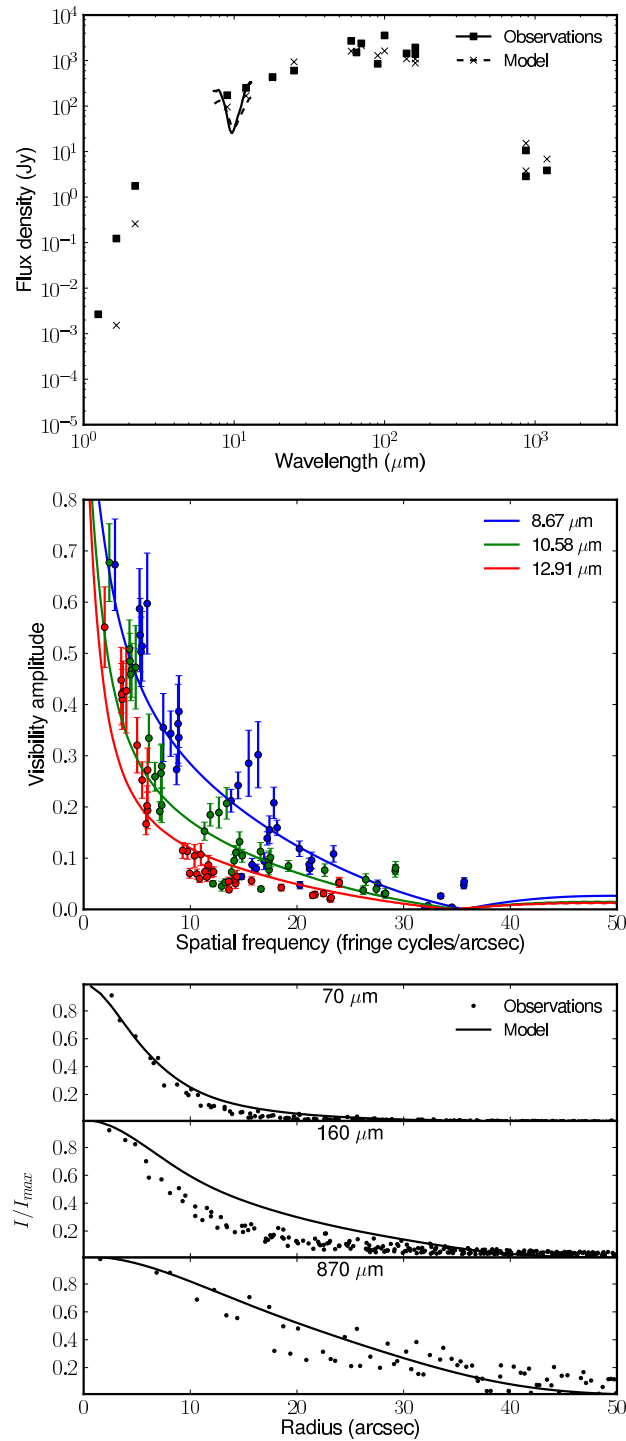 10^4
10^3
10^2
10^1
10^0
10^{-1}
10^{-2}
10^{-3}
10^{-4}
10^{-5}
Flux density (Jy)
Observations
Model
10^0 10^1 10^2 10^3
Wavelength (μm)
0.8
0.7
0.6
0.5
0.4
0.3
0.2
0.1
0.0
Visibility amplitude
8.67 μm
10.58 μm
12.91 μm
0 10 20 30 40 50
Spatial frequency (fringe cycles/arcsec)
70 μm
Observations
Model
0.8
0.6
0.4
0.2
160 μm
0.8
0.6
0.4
0.2
I/I_{max}
870 μm
0.8
0.6
0.4
0.2
0 10 20 30 40 50
Radius (arcsec)